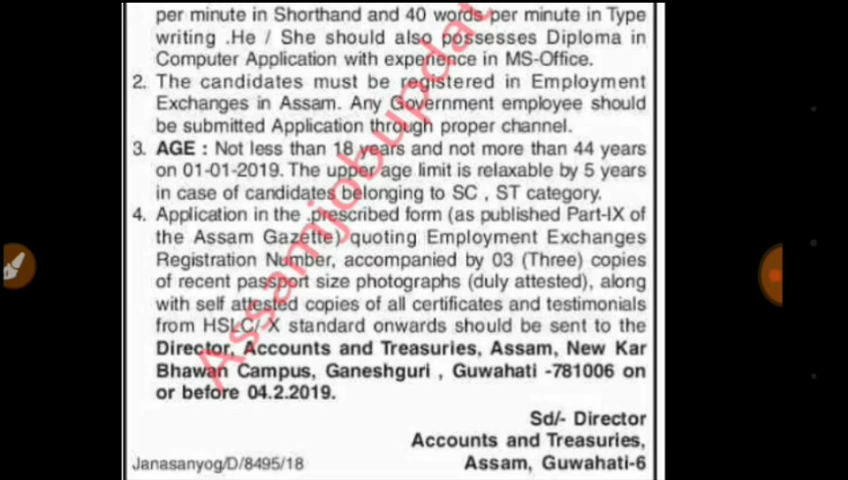 per minute in Shorthand and 40 words per minute in Type
writing .He / She should also possesses Diploma in
Computer Application with experience in MS-Office.
2. The candidates must be registered in Employment
Exchanges in Assam. Any Government employee should
be submitted Application through proper channel.
3. AGE : Not less than 18 years and not more than 44 years
on 01-01-2019. The upper age limit is relaxable by 5 years
in case of candidates belonging to SC , ST category.
4. Application in the .prescribed form (as published Part-IX of
the Assam Gazette) quoting Employment Exchanges
Registration Number, accompanied by 03 (Three) copies
of recent passport size photographs (duly attested), along
with self attested copies of all certificates and testimonials
from HSLC/ X standard onwards should be sent to the
Director, Accounts and Treasuries, Assam, New Kar
Bhawan Campus, Ganeshguri , Guwahati -781006 on
or before 04.2.2019.
Sd/- Director
Accounts and Treasuries,
Assam, Guwahati-6
Janasanyog/D/8495/18
Assamjobupdat